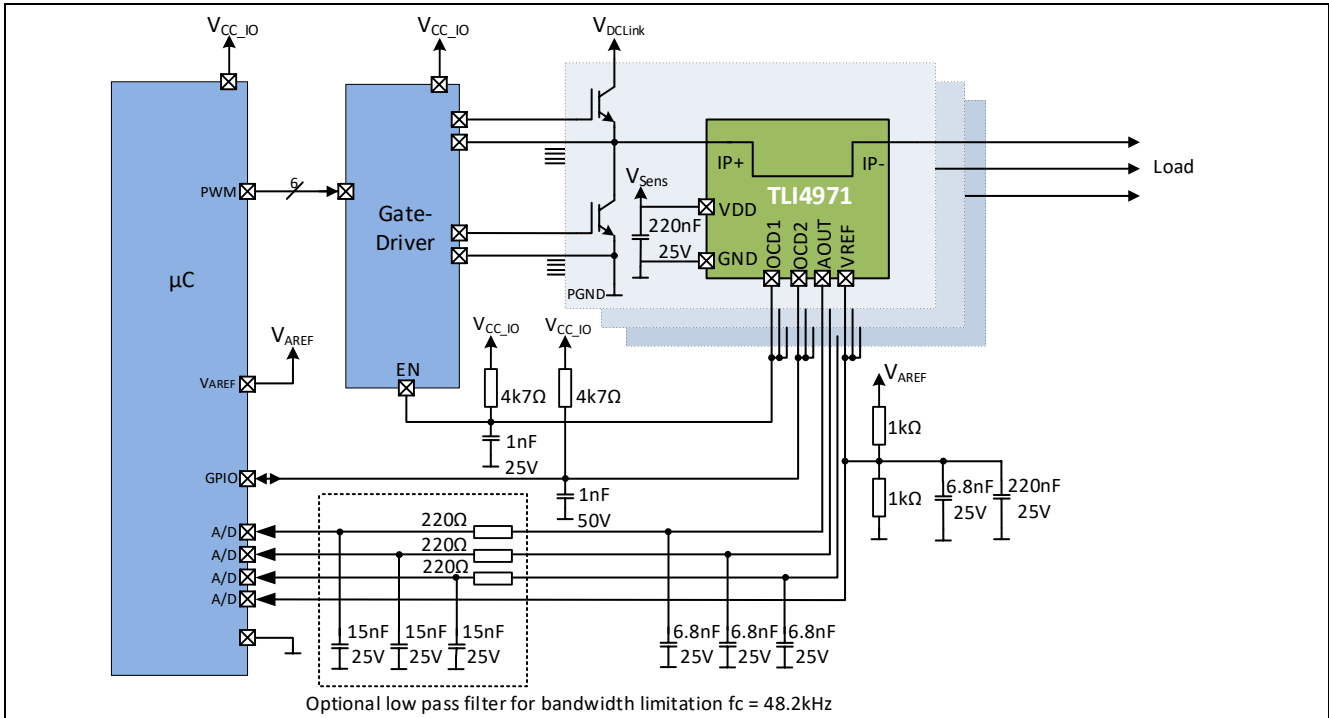 VCC_IO
VCC_IO
VDCLink
PWM
6
Gate-
Driver
µC
VSens
IP+
IP-
TLI4971
VDD
GND
OCD1
OCD2
AOUT
VREF
220nF
25V
Load
PGND
VAREF
VAREF
EN
VCC_IO
VCC_IO
4k7Ω
4k7Ω
1nF
25V
VAREF
1kΩ
1kΩ
6.8nF
25V
220nF
25V
GPIO
1nF
50V
A/D
220Ω
A/D
220Ω
A/D
220Ω
A/D
15nF
25V
15nF
25V
15nF
25V
6.8nF
25V
6.8nF
25V
6.8nF
25V
Optional low pass filter for bandwidth limitation fc = 48.2kHz